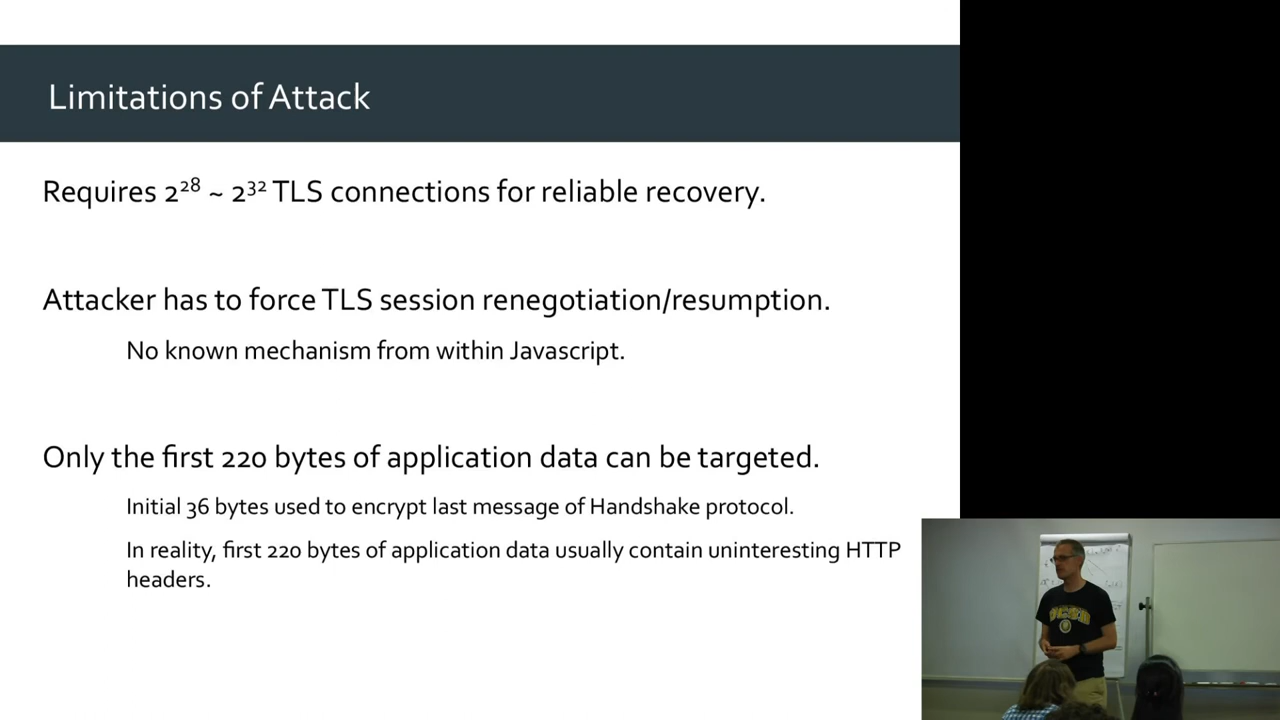 Limitations of Attack
Requires 2²⁸ ~ 2³² TLS connections for reliable recovery.
Attacker has to force TLS session renegotiation/resumption.
No known mechanism from within Javascript.
Only the first 220 bytes of application data can be targeted.
Initial 36 bytes used to encrypt last message of Handshake protocol.
In reality, first 220 bytes of application data usually contain uninteresting HTTP
headers.